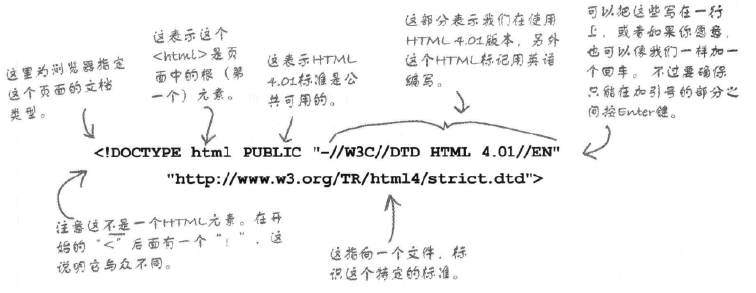 这里为浏览器指定
这个页面的文档
类型。
这表示这个
<html>是页
面中的根（第
一个）元素。
这表示HTML
4.01标准是公
共可用的。
这部分表示我们在使用
HTML 4.01版本，另外
这个HTML标记用英语
编写。
可以把这些写在一行
上，或者如果你愿意，
也可以像我们一样加一
个回车。不过要确保
只能在加引号的部分之
间按Enter键。
<!DOCTYPE html PUBLIC "-//W3C//DTD HTML 4.01//EN"
"http://www.w3.org/TR/html4/strict.dtd">
注意这不是一个HTML元素。在开
始的“<”后面有一个“！”，这
说明它与众不同。
这指向一个文件，标
识这个特定的标准。